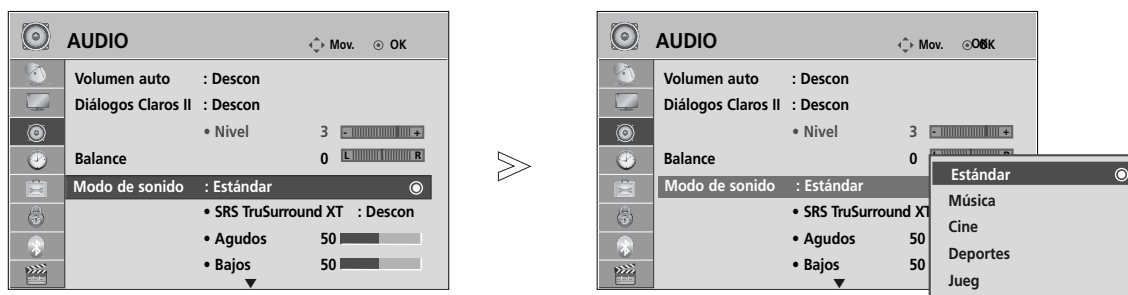 AUDIO
Mov. OK
Volumen auto : Descon
Diálogos Claros II : Descon
• Nivel 3 - +
Balance 0 L R
Modo de sonido : Estándar
• SRS TruSurround XT : Descon
• Agudos 50
• Bajos 50
AUDIO
Mov. OK
Volumen auto : Descon
Diálogos Claros II : Descon
• Nivel 3 - +
Balance 0 L R
Modo de sonido : Estándar
• SRS TruSurround XT
• Agudos 50
• Bajos 50
Estándar
Música
Cine
Deportes
Jueg